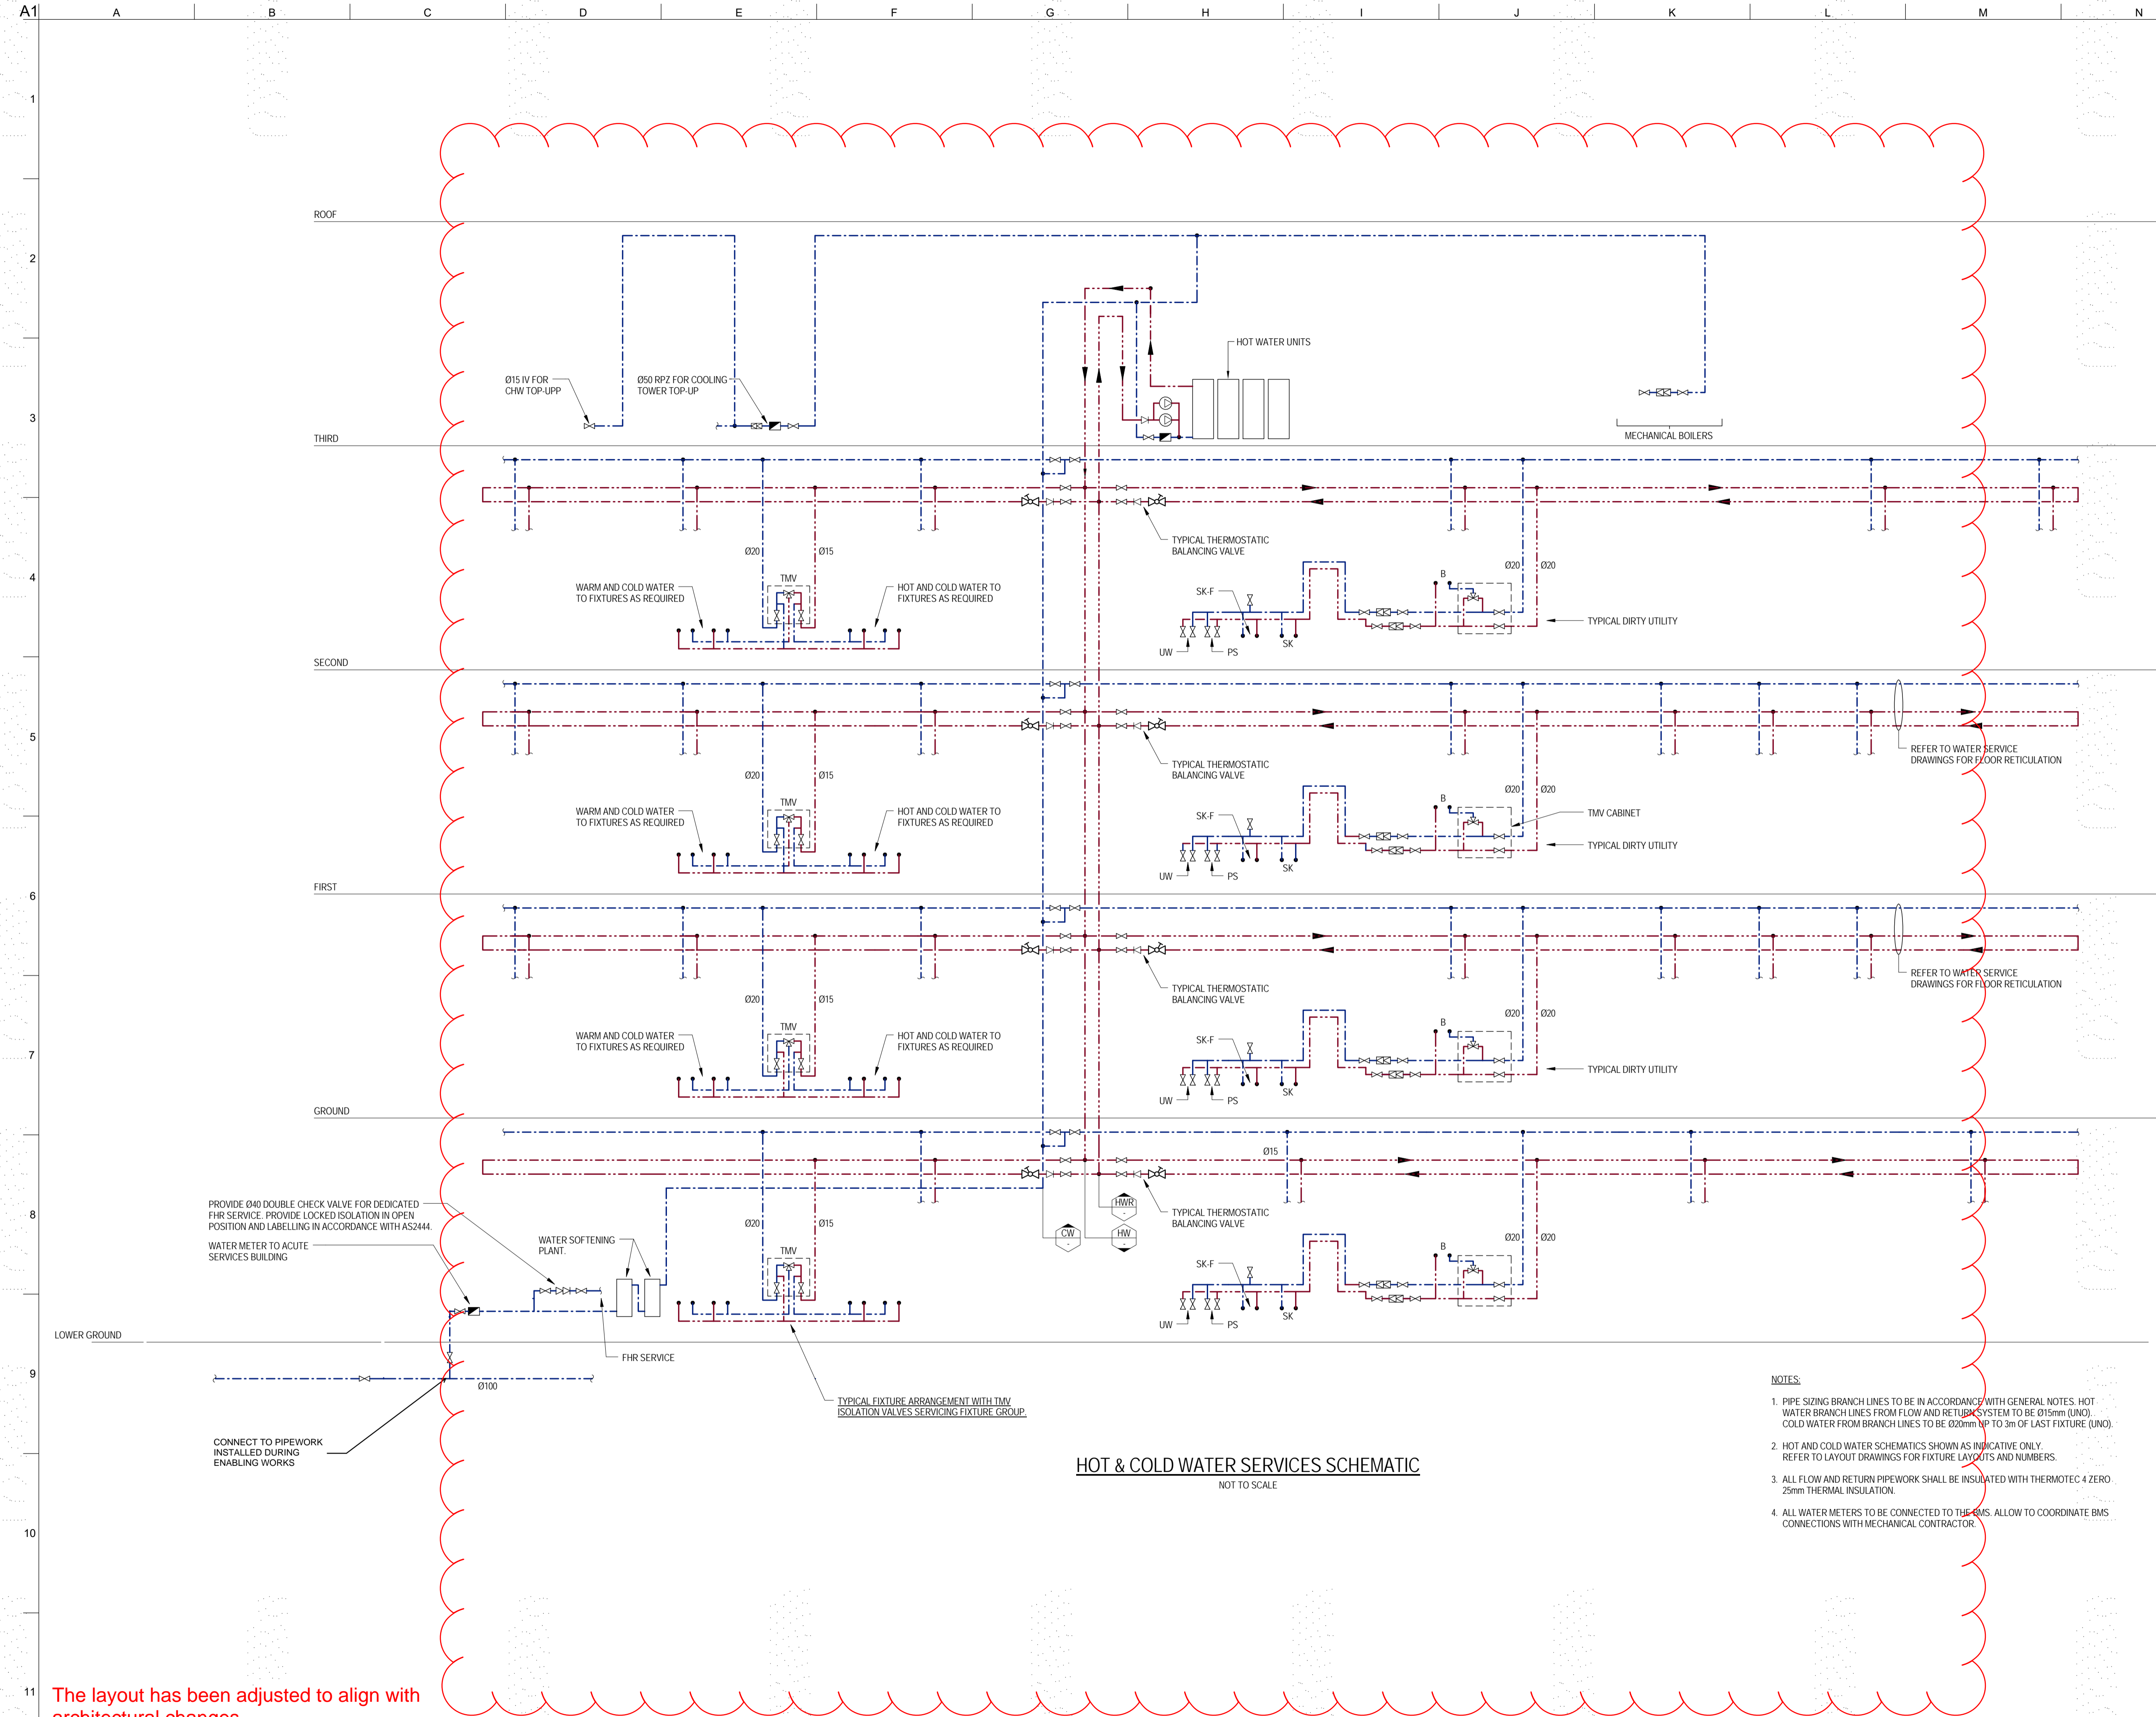 A1
A B C D E F G H I J K L M N
1
ROOF
2
HOT WATER UNITS
Ø15 IV FOR
CHW TOP-UPP
Ø50 RPZ FOR COOLING
TOWER TOP-UP
3
MECHANICAL BOILERS
THIRD
TYPICAL THERMOSTATIC
BALANCING VALVE
Ø20
Ø15
Ø20
Ø20
4
TMV
WARM AND COLD WATER
TO FIXTURES AS REQUIRED
HOT AND COLD WATER TO
FIXTURES AS REQUIRED
SK-F
B
TYPICAL DIRTY UTILITY
UW
PS
SK
SECOND
5
REFER TO WATER SERVICE
DRAWINGS FOR FLOOR RETICULATION
TYPICAL THERMOSTATIC
BALANCING VALVE
Ø20
Ø15
Ø20
Ø20
TMV
WARM AND COLD WATER
TO FIXTURES AS REQUIRED
HOT AND COLD WATER TO
FIXTURES AS REQUIRED
SK-F
B
TMV CABINET
TYPICAL DIRTY UTILITY
UW
PS
SK
FIRST
6
REFER TO WATER SERVICE
DRAWINGS FOR FLOOR RETICULATION
TYPICAL THERMOSTATIC
BALANCING VALVE
Ø20
Ø15
Ø20
Ø20
TMV
WARM AND COLD WATER
TO FIXTURES AS REQUIRED
HOT AND COLD WATER TO
FIXTURES AS REQUIRED
SK-F
B
7
TYPICAL DIRTY UTILITY
UW
PS
SK
GROUND
Ø15
PROVIDE Ø40 DOUBLE CHECK VALVE FOR DEDICATED
FHR SERVICE. PROVIDE LOCKED ISOLATION IN OPEN
POSITION AND LABELLING IN ACCORDANCE WITH AS2444.
8
HWR
-
TYPICAL THERMOSTATIC
BALANCING VALVE
CW
-
HW
-
Ø20
Ø15
Ø20
Ø20
WATER METER TO ACUTE
SERVICES BUILDING
WATER SOFTENING
PLANT.
TMV
SK-F
B
UW
PS
SK
LOWER GROUND
FHR SERVICE
9
Ø100
TYPICAL FIXTURE ARRANGEMENT WITH TMV
ISOLATION VALVES SERVICING FIXTURE GROUP.
CONNECT TO PIPEWORK
INSTALLED DURING
ENABLING WORKS
HOT & COLD WATER SERVICES SCHEMATIC
NOT TO SCALE
NOTES:
1. PIPE SIZING BRANCH LINES TO BE IN ACCORDANCE WITH GENERAL NOTES. HOT
WATER BRANCH LINES FROM FLOW AND RETURN SYSTEM TO BE Ø15mm (UNO).
COLD WATER FROM BRANCH LINES TO BE Ø20mm UP TO 3m OF LAST FIXTURE (UNO).
2. HOT AND COLD WATER SCHEMATICS SHOWN AS INDICATIVE ONLY.
REFER TO LAYOUT DRAWINGS FOR FIXTURE LAYOUTS AND NUMBERS.
3. ALL FLOW AND RETURN PIPEWORK SHALL BE INSULATED WITH THERMOTEC 4 ZERO
25mm THERMAL INSULATION.
4. ALL WATER METERS TO BE CONNECTED TO THE BMS. ALLOW TO COORDINATE BMS
CONNECTIONS WITH MECHANICAL CONTRACTOR.
10
11
The layout has been adjusted to align with
architectural changes